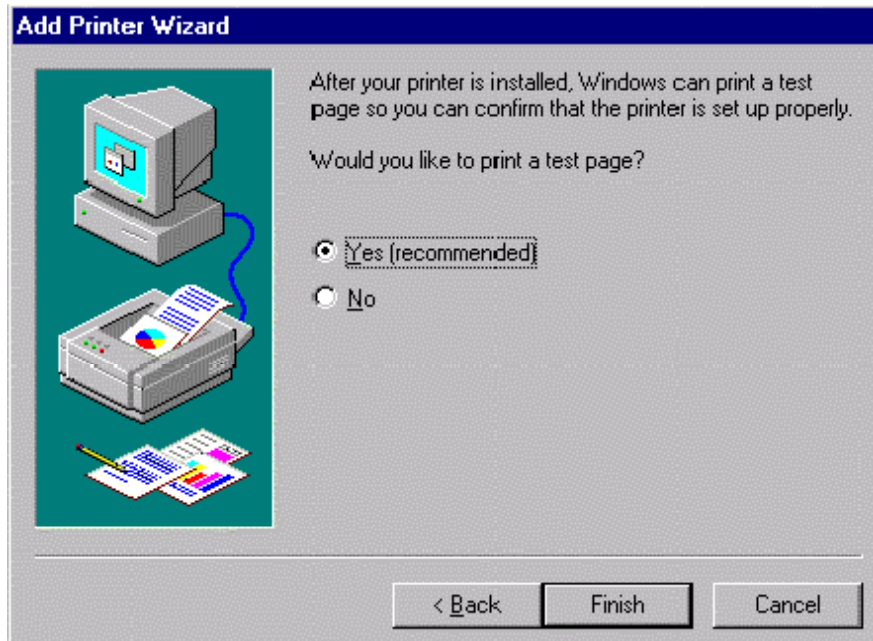 Add Printer Wizard
After your printer is installed, Windows can print a test
page so you can confirm that the printer is set up properly.
Would you like to print a test page?
Yes (recommended)
No
< Back
Finish
Cancel